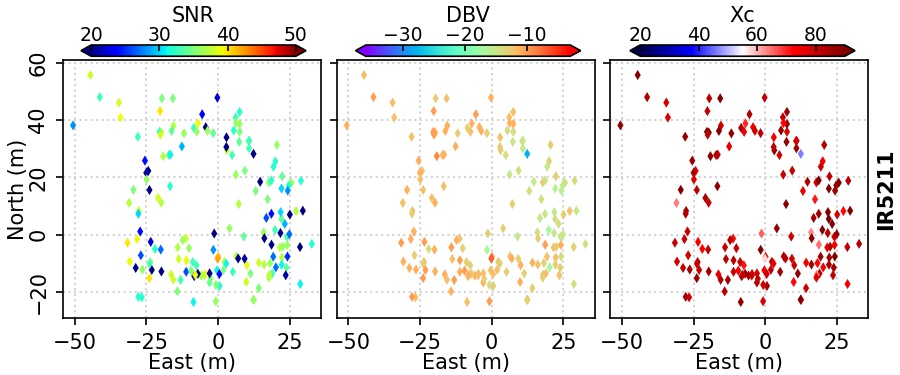 SNR DBV Xc
20 30 40 50 −30 −20 −10 20 40 60 80
60
40
20
0
−20
North (m)
−50 −25 0 25 −50 −25 0 25 −50 −25 0 25
East (m) East (m) East (m)
IR5211